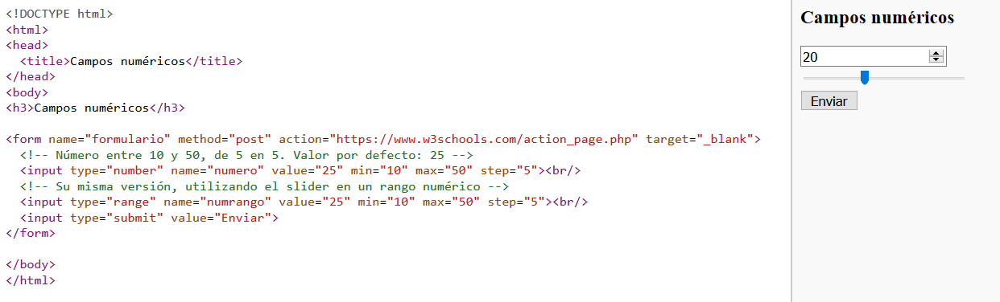 <!DOCTYPE html>
<html>
<head>
  <title>Campos numéricos</title>
</head>
<body>
<h3>Campos numéricos</h3>

<form name="formulario" method="post" action="https://www.w3schools.com/action_page.php" target="_blank">
  <!-- Número entre 10 y 50, de 5 en 5. Valor por defecto: 25 -->
  <input type="number" name="numero" value="25" min="10" max="50" step="5"><br/>
  <!-- Su misma versión, utilizando el slider en un rango numérico -->
  <input type="range" name="numrango" value="25" min="10" max="50" step="5"><br/>
  <input type="submit" value="Enviar">
</form>

</body>
</html>
Campos numéricos
20
Enviar